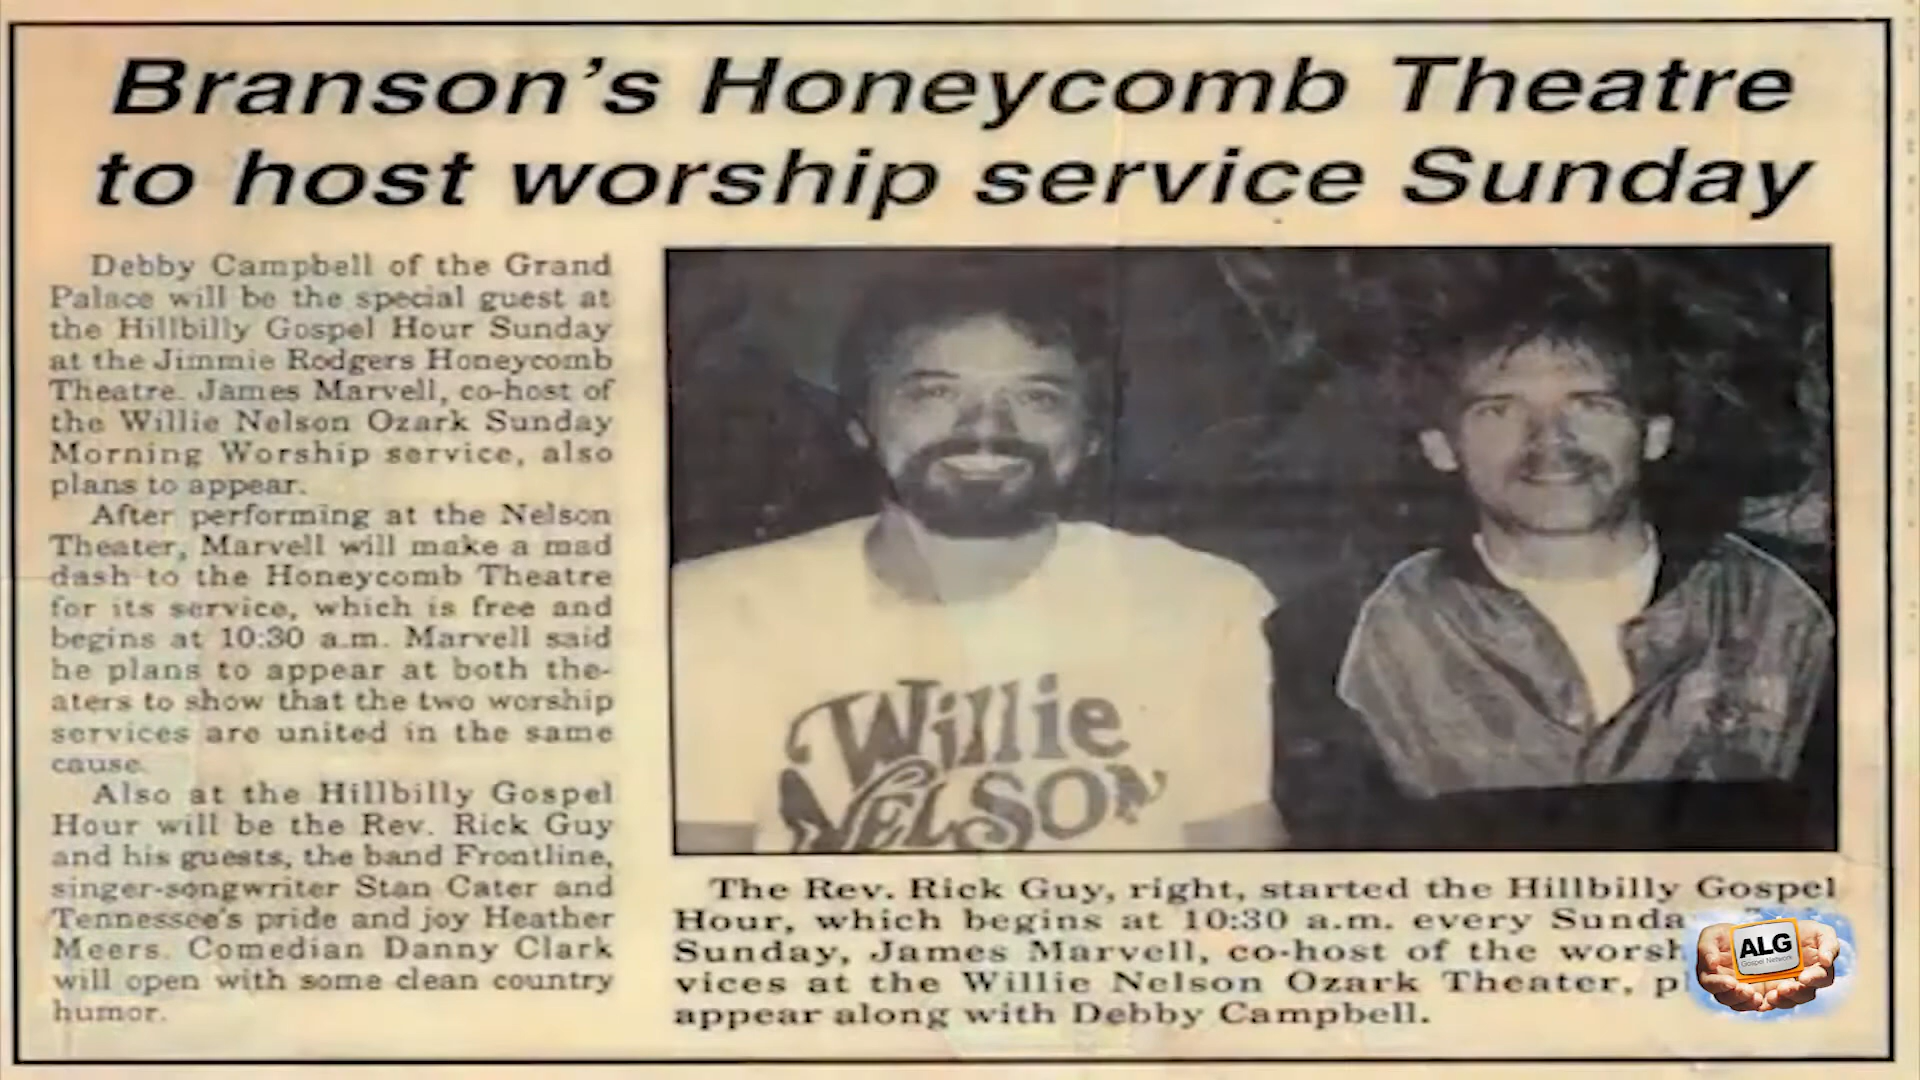 Branson's Honeycomb Theatre
to host worship service Sunday
Debby Campbell of the Grand
Palace will be the special guest at
the Hillbilly Gospel Hour Sunday
at the Jimmie Rodgers Honeycomb
Theatre. James Marvell, co-host of
the Willie Nelson Ozark Sunday
Morning Worship service, also
plans to appear.
After performing at the Nelson
Theater, Marvell will make a mad
dash to the Honeycomb Theatre
for its service, which is free and
begins at 10:30 a.m. Marvell said
he plans to appear at both the-
aters to show that the two worship
services are united in the same
cause.
Also at the Hillbilly Gospel
Hour will be the Rev. Rick Guy
and his guests, the band Frontline,
singer-songwriter Stan Cater and
Tennessee's pride and joy Heather
Meers. Comedian Danny Clark
will open with some clean country
humor.
Willie
NELSON
The Rev. Rick Guy, right, started the Hillbilly Gospel
Hour, which begins at 10:30 a.m. every
Sunday, James Marvell, co-host of the
vices at the Willie Nelson Ozark Theater,
appear along with Debby Campbell.
ALG
Gospel Network